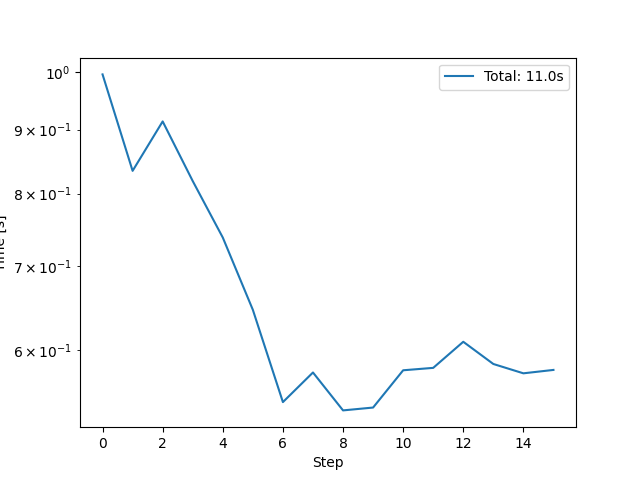 Total: 11.0s
10⁰
9 × 10⁻¹
8 × 10⁻¹
7 × 10⁻¹
6 × 10⁻¹
[s]
0 2 4 6 8 10 12 14
Step